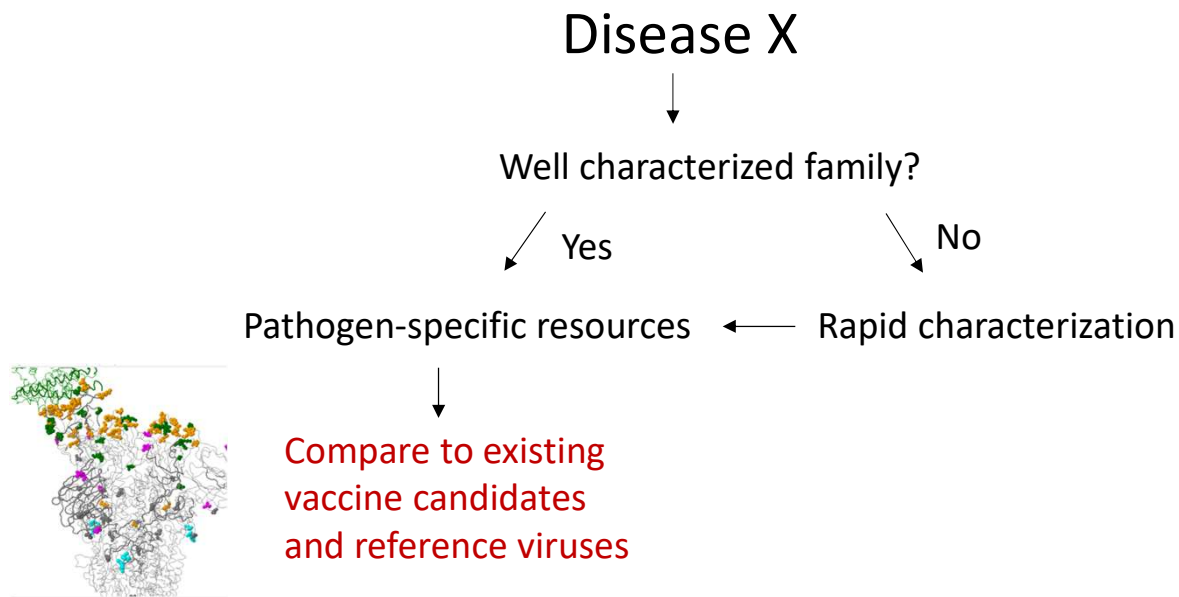 Disease X
Well characterized family?
Yes
No
Pathogen-specific resources
Rapid characterization
Compare to existing
vaccine candidates
and reference viruses